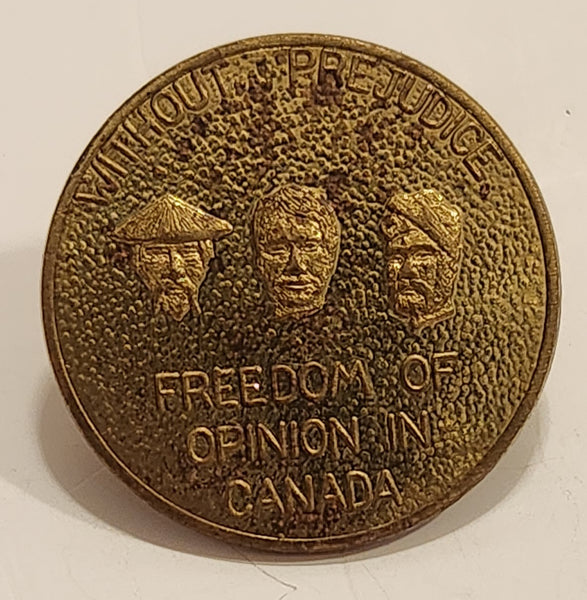 WITHOUT PREJUDICE
FREEDOM OF
OPINION IN
CANADA